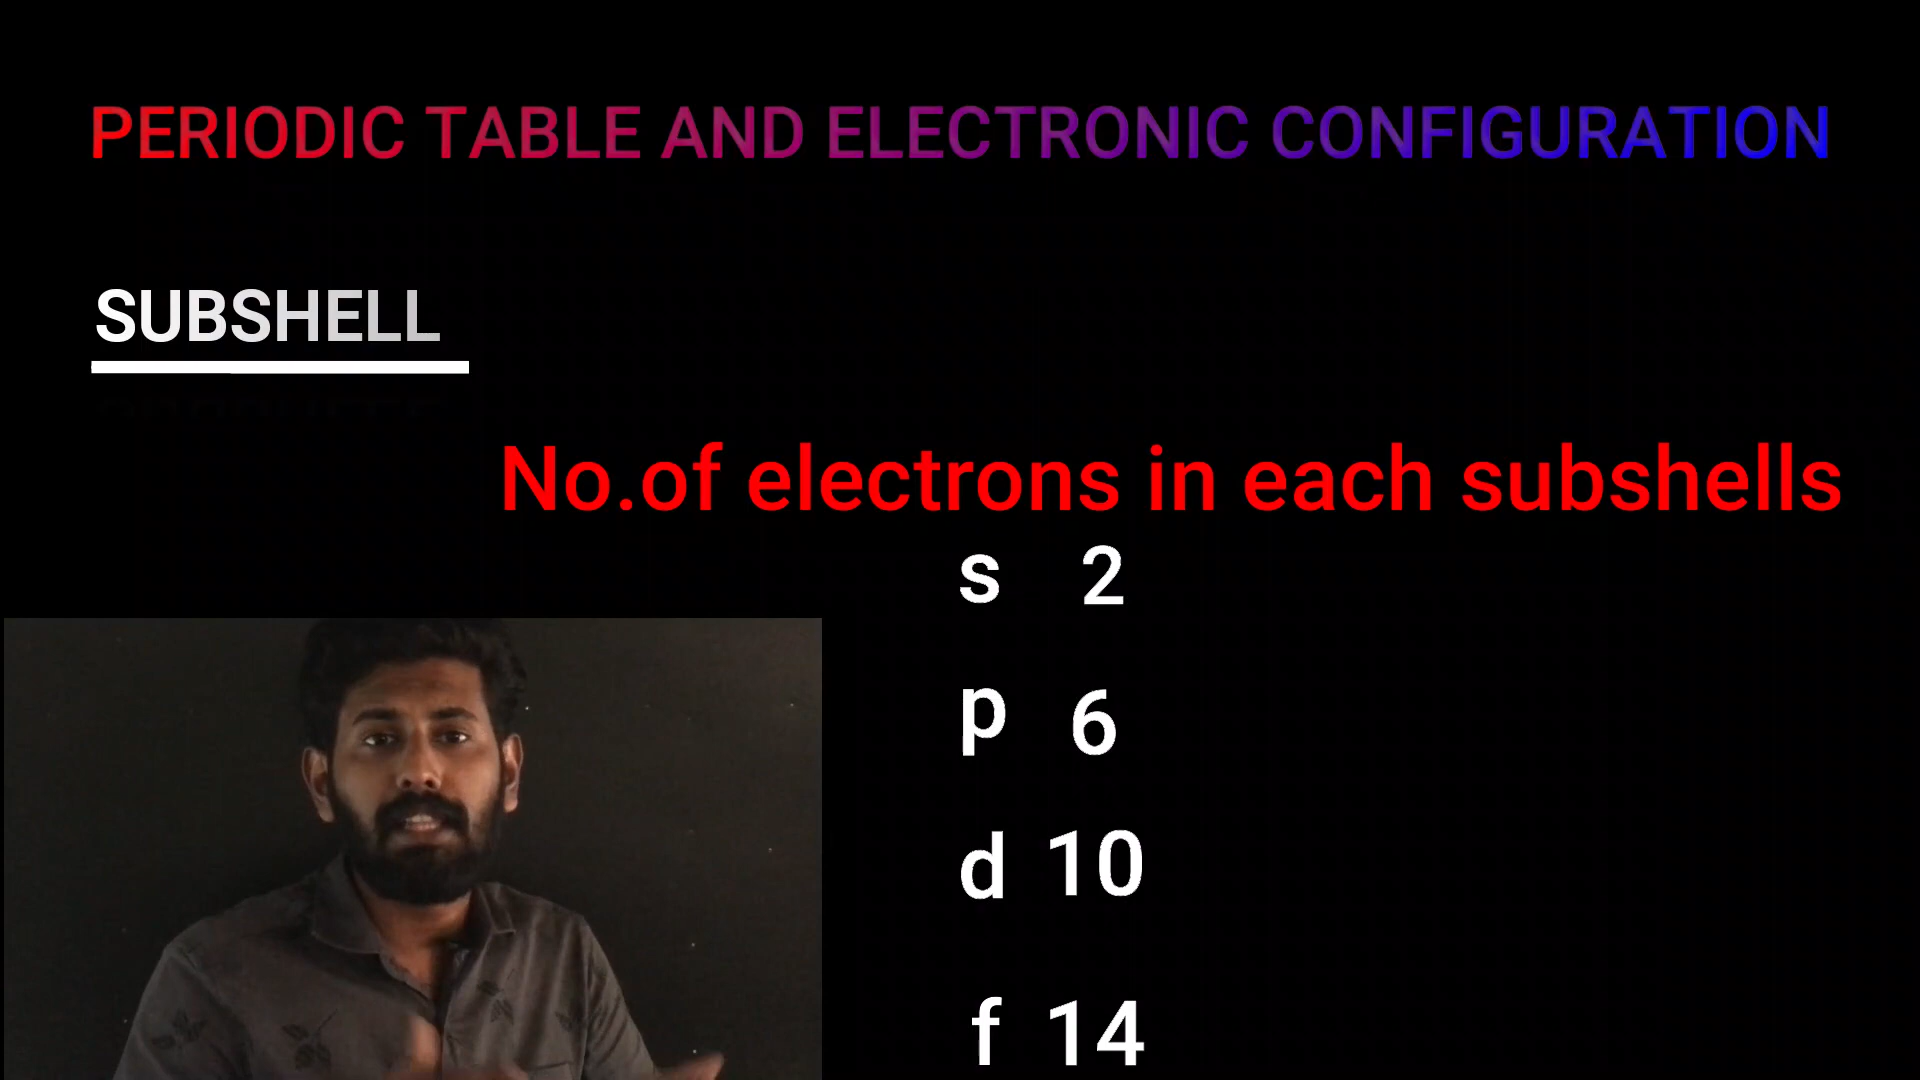 PERIODIC TABLE AND ELECTRONIC CONFIGURATION
SUBSHELL
No.of electrons in each subshells
s 2
p 6
d 10
f 14